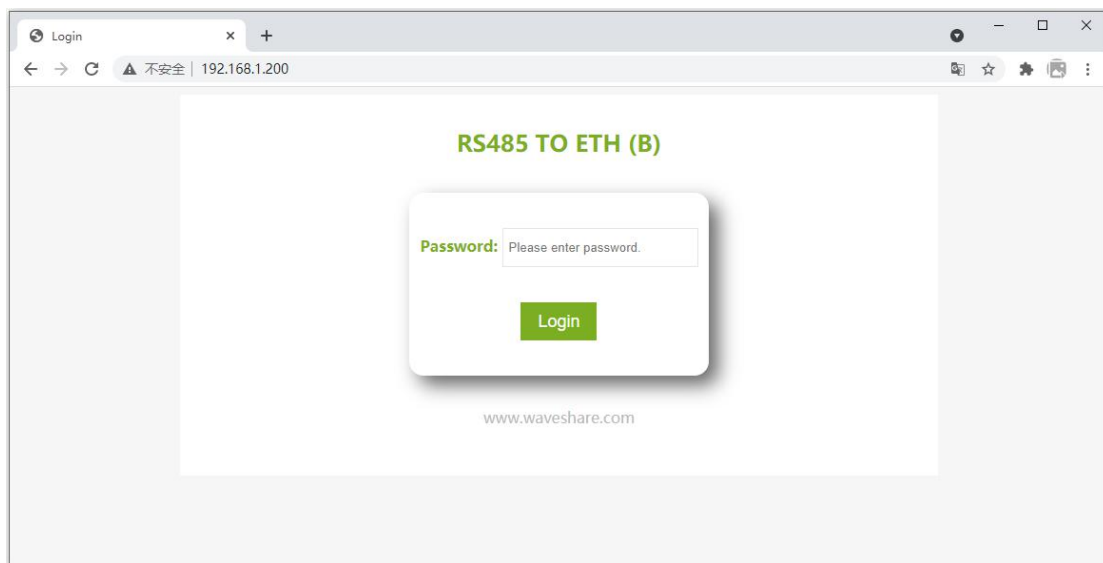 Login
不安全 | 192.168.1.200
RS485 TO ETH (B)
Password: Please enter password.
Login
www.waveshare.com